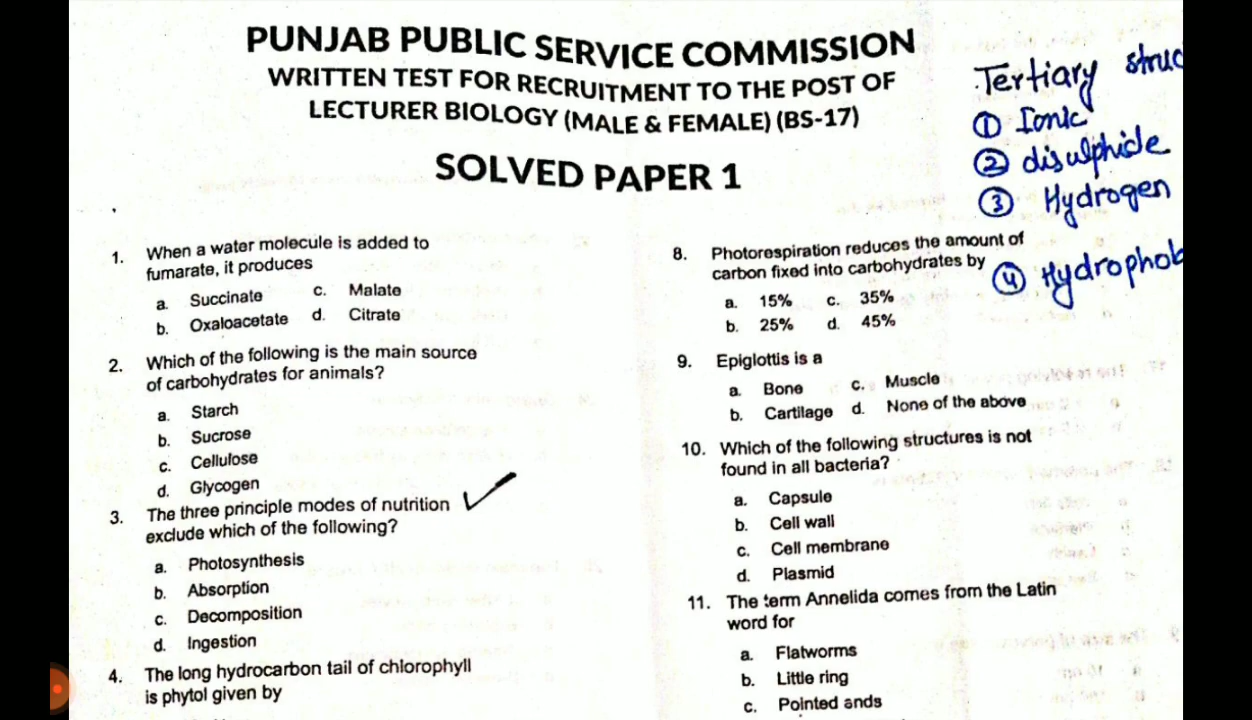 PUNJAB PUBLIC SERVICE COMMISSION
WRITTEN TEST FOR RECRUITMENT TO THE POST OF
LECTURER BIOLOGY (MALE & FEMALE) (BS-17)
SOLVED PAPER 1
Tertiary struc
① Ionic
② disulphide
③ Hydrogen
④ Hydrophob
1. When a water molecule is added to
fumarate, it produces
a. Succinate c. Malate
b. Oxaloacetate d. Citrate
2. Which of the following is the main source
of carbohydrates for animals?
a. Starch
b. Sucrose
c. Cellulose
d. Glycogen
3. The three principle modes of nutrition
exclude which of the following?
a. Photosynthesis
b. Absorption
c. Decomposition
d. Ingestion
4. The long hydrocarbon tail of chlorophyll
is phytol given by
8. Photorespiration reduces the amount of
carbon fixed into carbohydrates by
a. 15% c. 35%
b. 25% d. 45%
9. Epiglottis is a
a. Bone c. Muscle
b. Cartilage d. None of the above
10. Which of the following structures is not
found in all bacteria?
a. Capsule
b. Cell wall
c. Cell membrane
d. Plasmid
11. The term Annelida comes from the Latin
word for
a. Flatworms
b. Little ring
c. Pointed ands